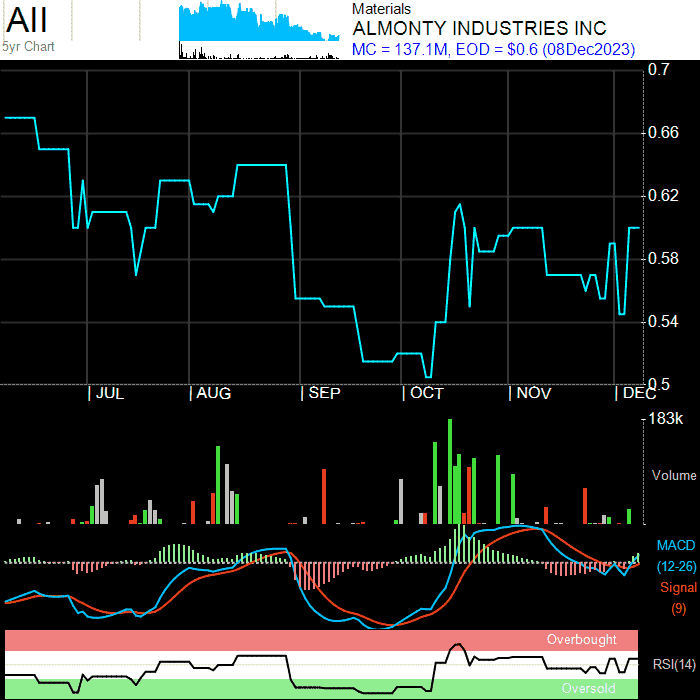 AII
5yr Chart
Materials
ALMONTY INDUSTRIES INC
MC = 137.1M, EOD = $0.6 (08Dec2023)
0.7
0.66
0.62
0.58
0.54
0.5
JUL AUG SEP OCT NOV DEC
183k
Volume
MACD
(12-26)
Signal
(9)
Overbought
RSI(14)
Oversold